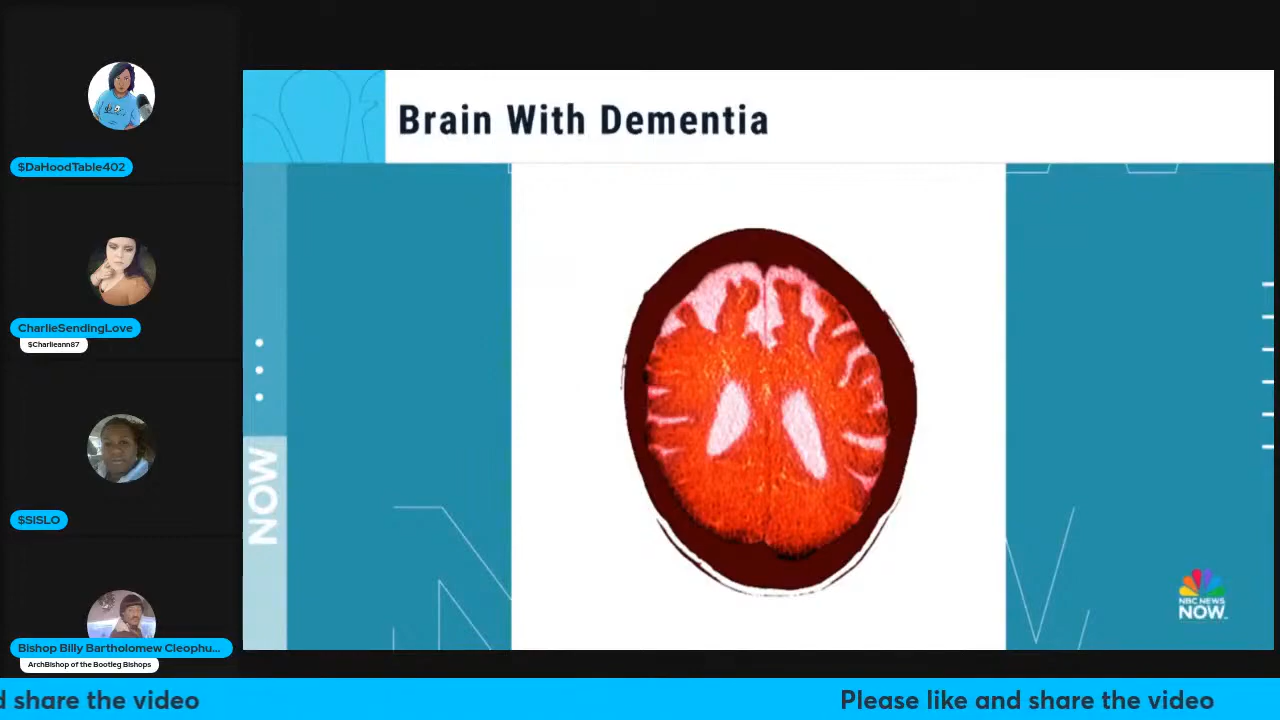 Brain With Dementia
$DaHoodTable402
CharlieSendingLove
$Charlieann87
$SISLO
Bishop Billy Bartholomew Cleophu...
ArchBishop of the Bootleg Bishops
NOW
NBC NEWS
NOW
d share the video
Please like and share the video